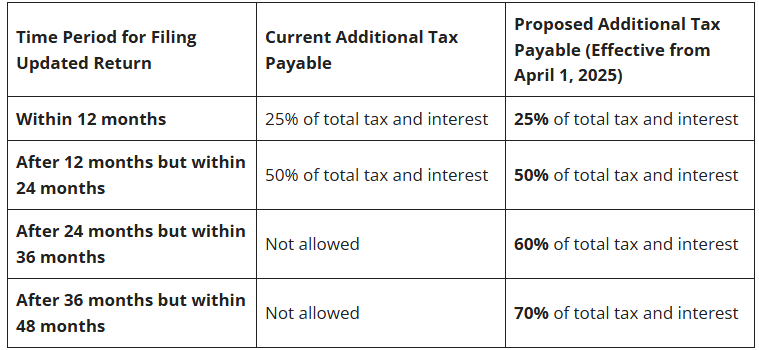 Time Period for Filing
Updated Return
Current Additional Tax
Payable
Proposed Additional Tax
Payable (Effective from
April 1, 2025)
Within 12 months
25% of total tax and interest
25% of total tax and interest
After 12 months but within
24 months
50% of total tax and interest
50% of total tax and interest
After 24 months but within
36 months
Not allowed
60% of total tax and interest
After 36 months but within
48 months
Not allowed
70% of total tax and interest